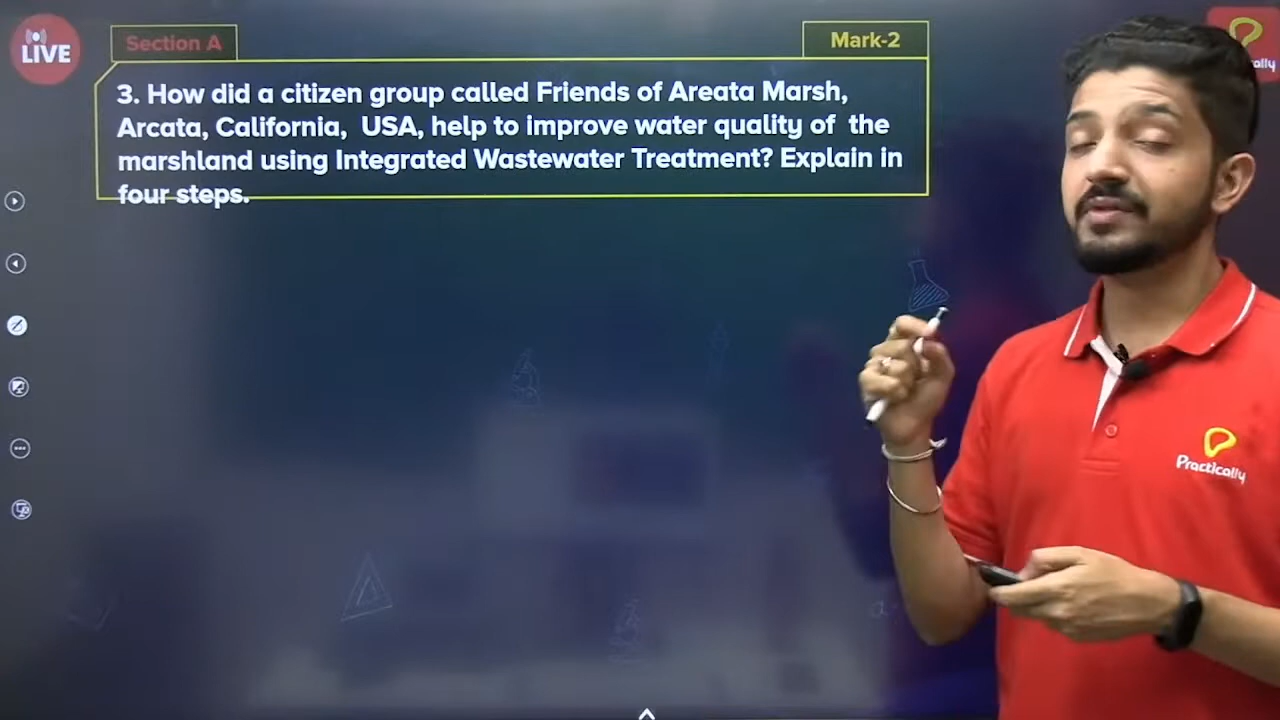 LIVE
Section A
Mark-2
3. How did a citizen group called Friends of Areata Marsh,
Arcata, California, USA, help to improve water quality of the
marshland using Integrated Wastewater Treatment? Explain in
four steps.
Practically